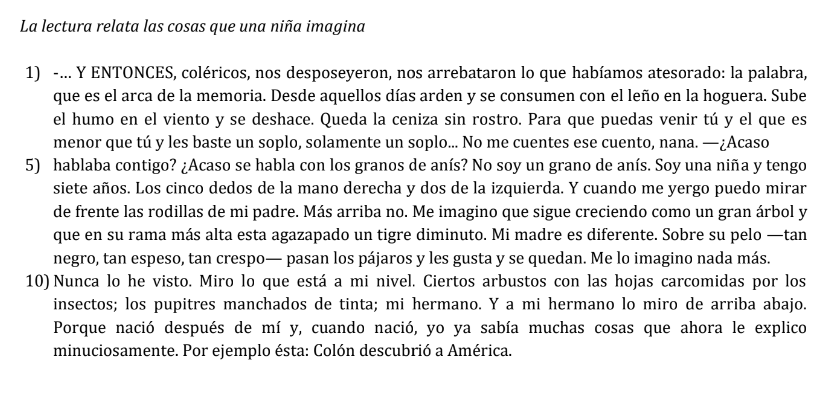 La lectura relata las cosas que una niña imagina
1) -... Y ENTONCES, coléricos, nos desposeyeron, nos arrebataron lo que habíamos atesorado: la palabra,
que es el arca de la memoria. Desde aquellos días arden y se consumen con el leño en la hoguera. Sube
el humo en el viento y se deshace. Queda la ceniza sin rostro. Para que puedas venir tú y el que es
menor que tú y les baste un soplo, solamente un soplo... No me cuentes ese cuento, nana. —¿Acaso
5) hablaba contigo? ¿Acaso se habla con los granos de anís? No soy un grano de anís. Soy una niña y tengo
siete años. Los cinco dedos de la mano derecha y dos de la izquierda. Y cuando me yergo puedo mirar
de frente las rodillas de mi padre. Más arriba no. Me imagino que sigue creciendo como un gran árbol y
que en su rama más alta esta agazapado un tigre diminuto. Mi madre es diferente. Sobre su pelo —tan
negro, tan espeso, tan crespo— pasan los pájaros y les gusta y se quedan. Me lo imagino nada más.
10) Nunca lo he visto. Miro lo que está a mi nivel. Ciertos arbustos con las hojas carcomidas por los
insectos; los pupitres manchados de tinta; mi hermano. Y a mi hermano lo miro de arriba abajo.
Porque nació después de mí y, cuando nació, yo ya sabía muchas cosas que ahora le explico
minuciosamente. Por ejemplo ésta: Colón descubrió a América.